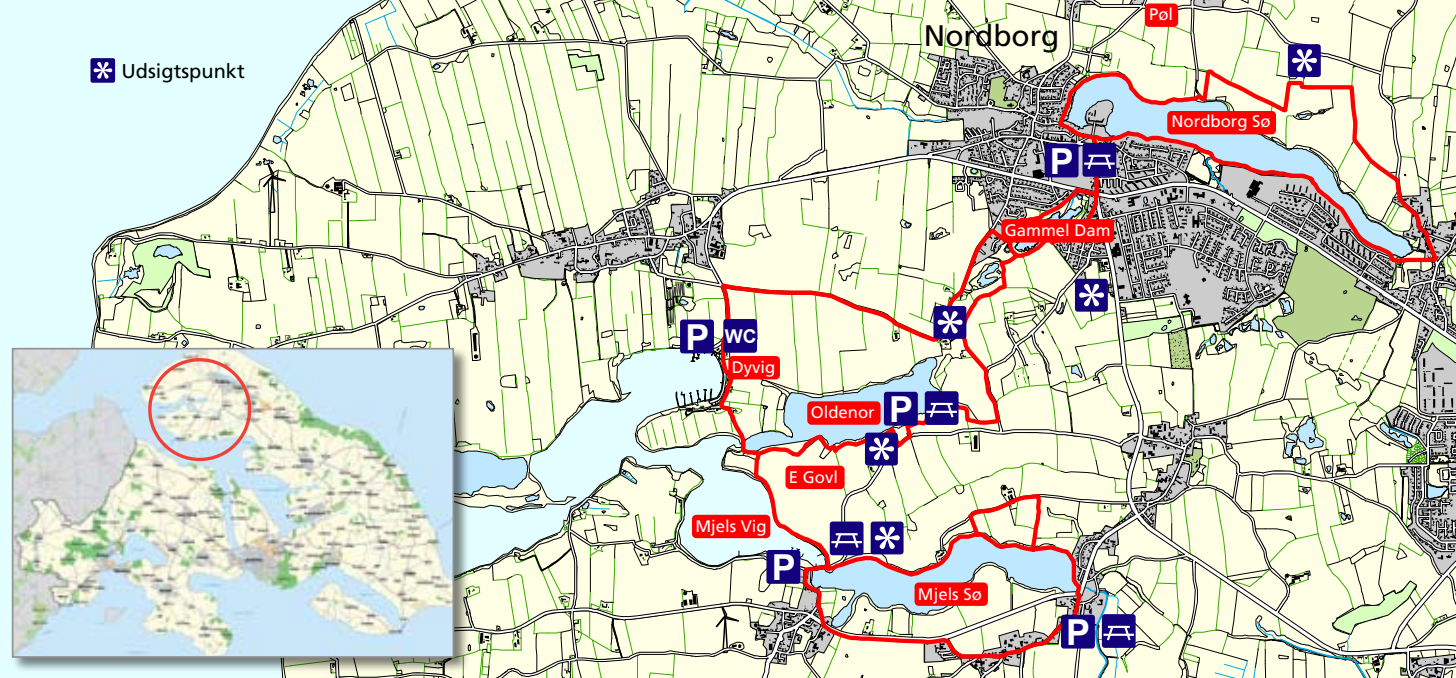 Pøl
Nordborg
Udsigtspunkt
Nordborg Sø
P
Gammel Dam
P
WC
Dyvig
Oldenor
P
E Govl
Mjels Vig
P
Mjels Sø
P